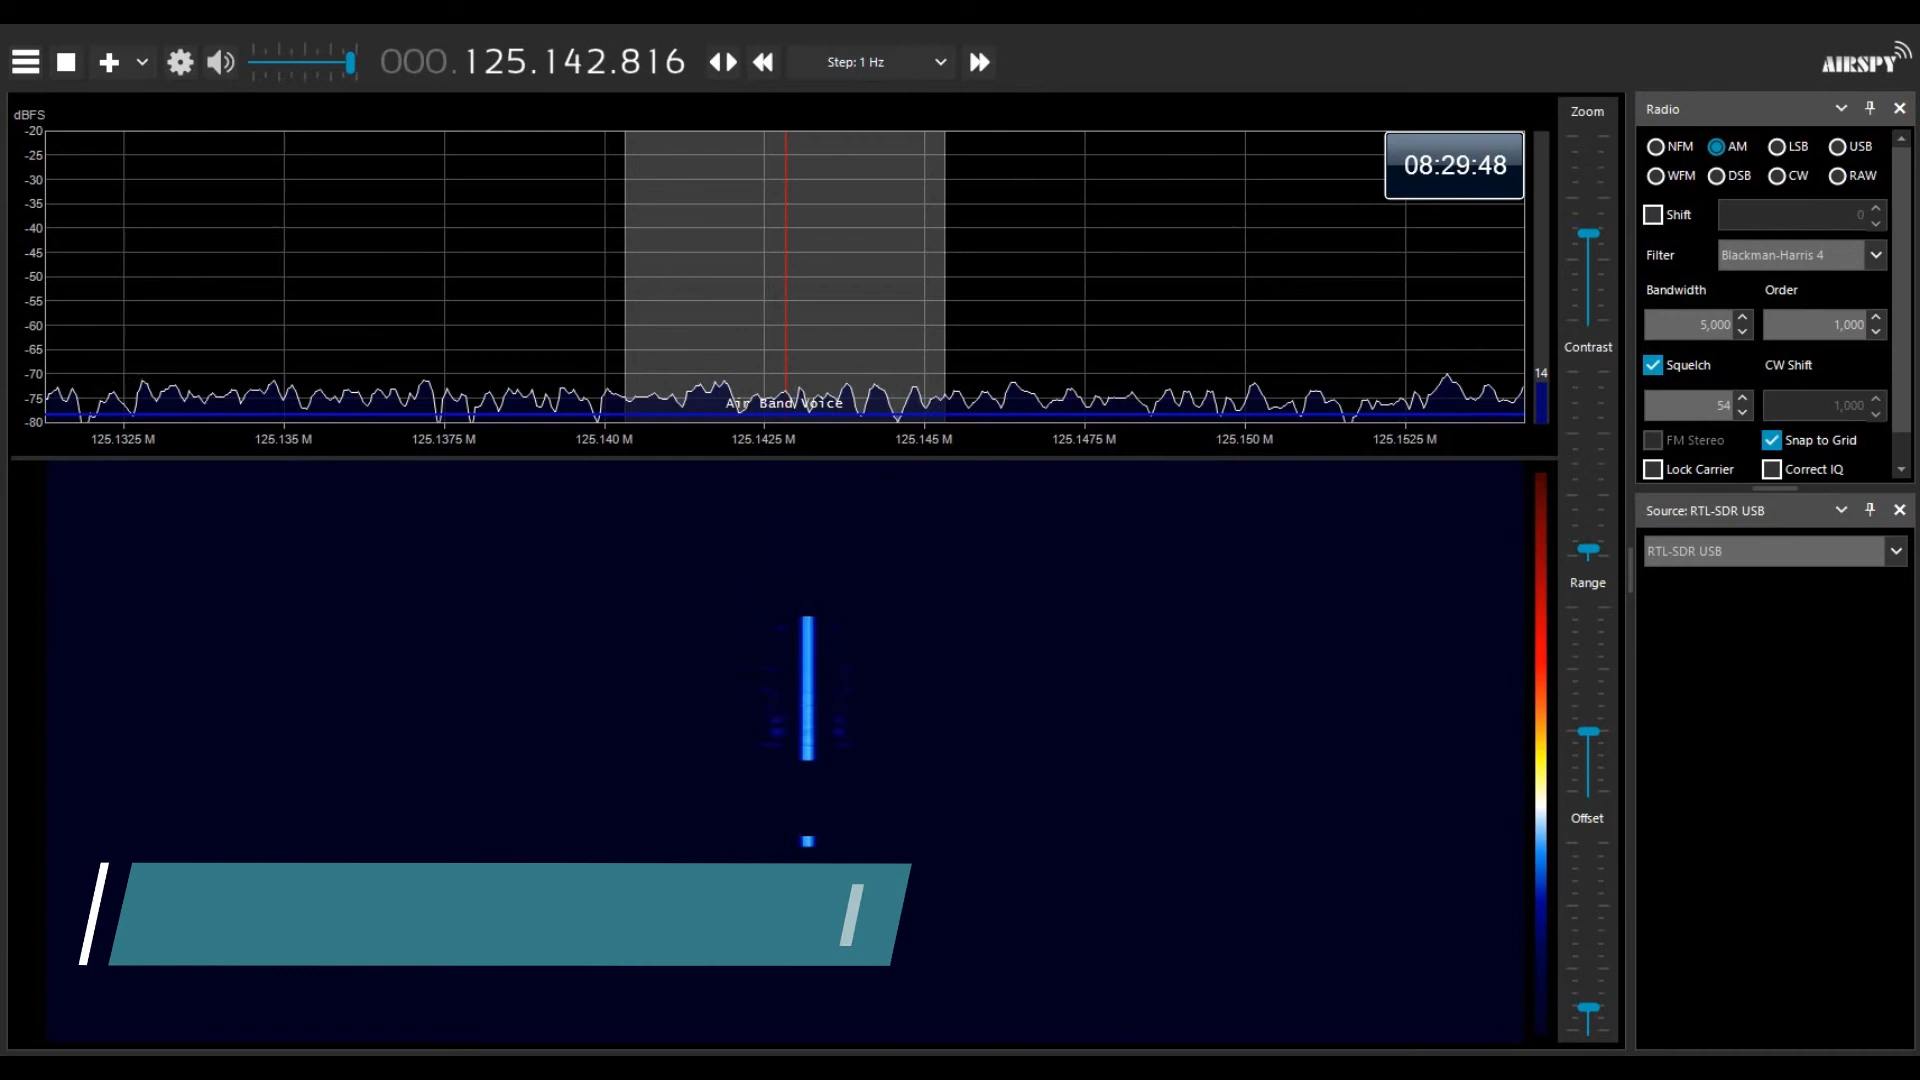 000.125.142.816
Step: 1 Hz
AIRSPY
dBFS
-20
-25
-30
-35
-40
-45
-50
-55
-60
-65
-70
-75
-80
08:29:48
14
Air Band Voice
125.1325 M 125.135 M 125.1375 M 125.140 M 125.1425 M 125.145 M 125.1475 M 125.150 M 125.1525 M
Zoom
Contrast
Range
Offset
Radio
NFM AM LSB USB
WFM DSB CW RAW
Shift 0
Filter Blackman-Harris 4
Bandwidth Order
5,000 1,000
Squelch CW Shift
54 1,000
FM Stereo Snap to Grid
Lock Carrier Correct IQ
Source: RTL-SDR USB
RTL-SDR USB